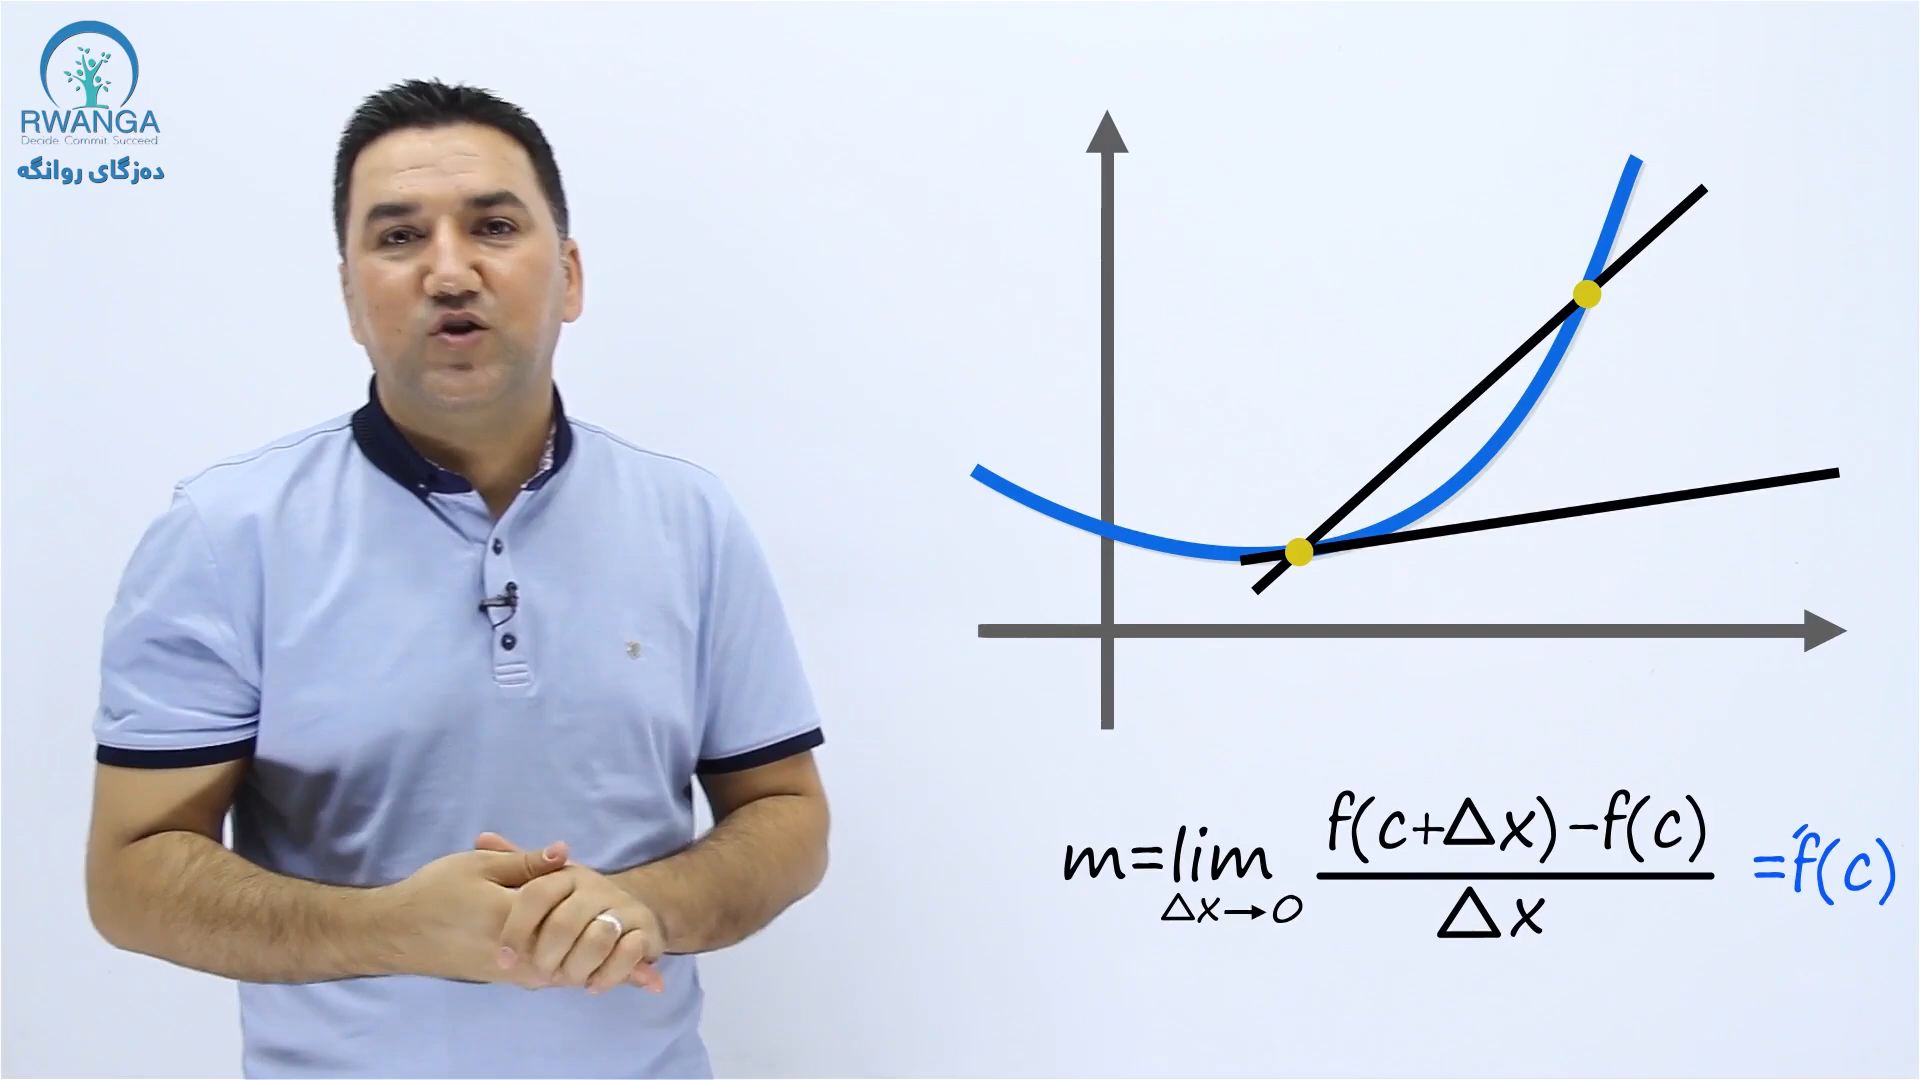 RWANGA
Decide. Commit. Succeed
دەزگای روانگە
m=lim Δx→0 f(c+Δx)-f(c) / Δx =f́(c)